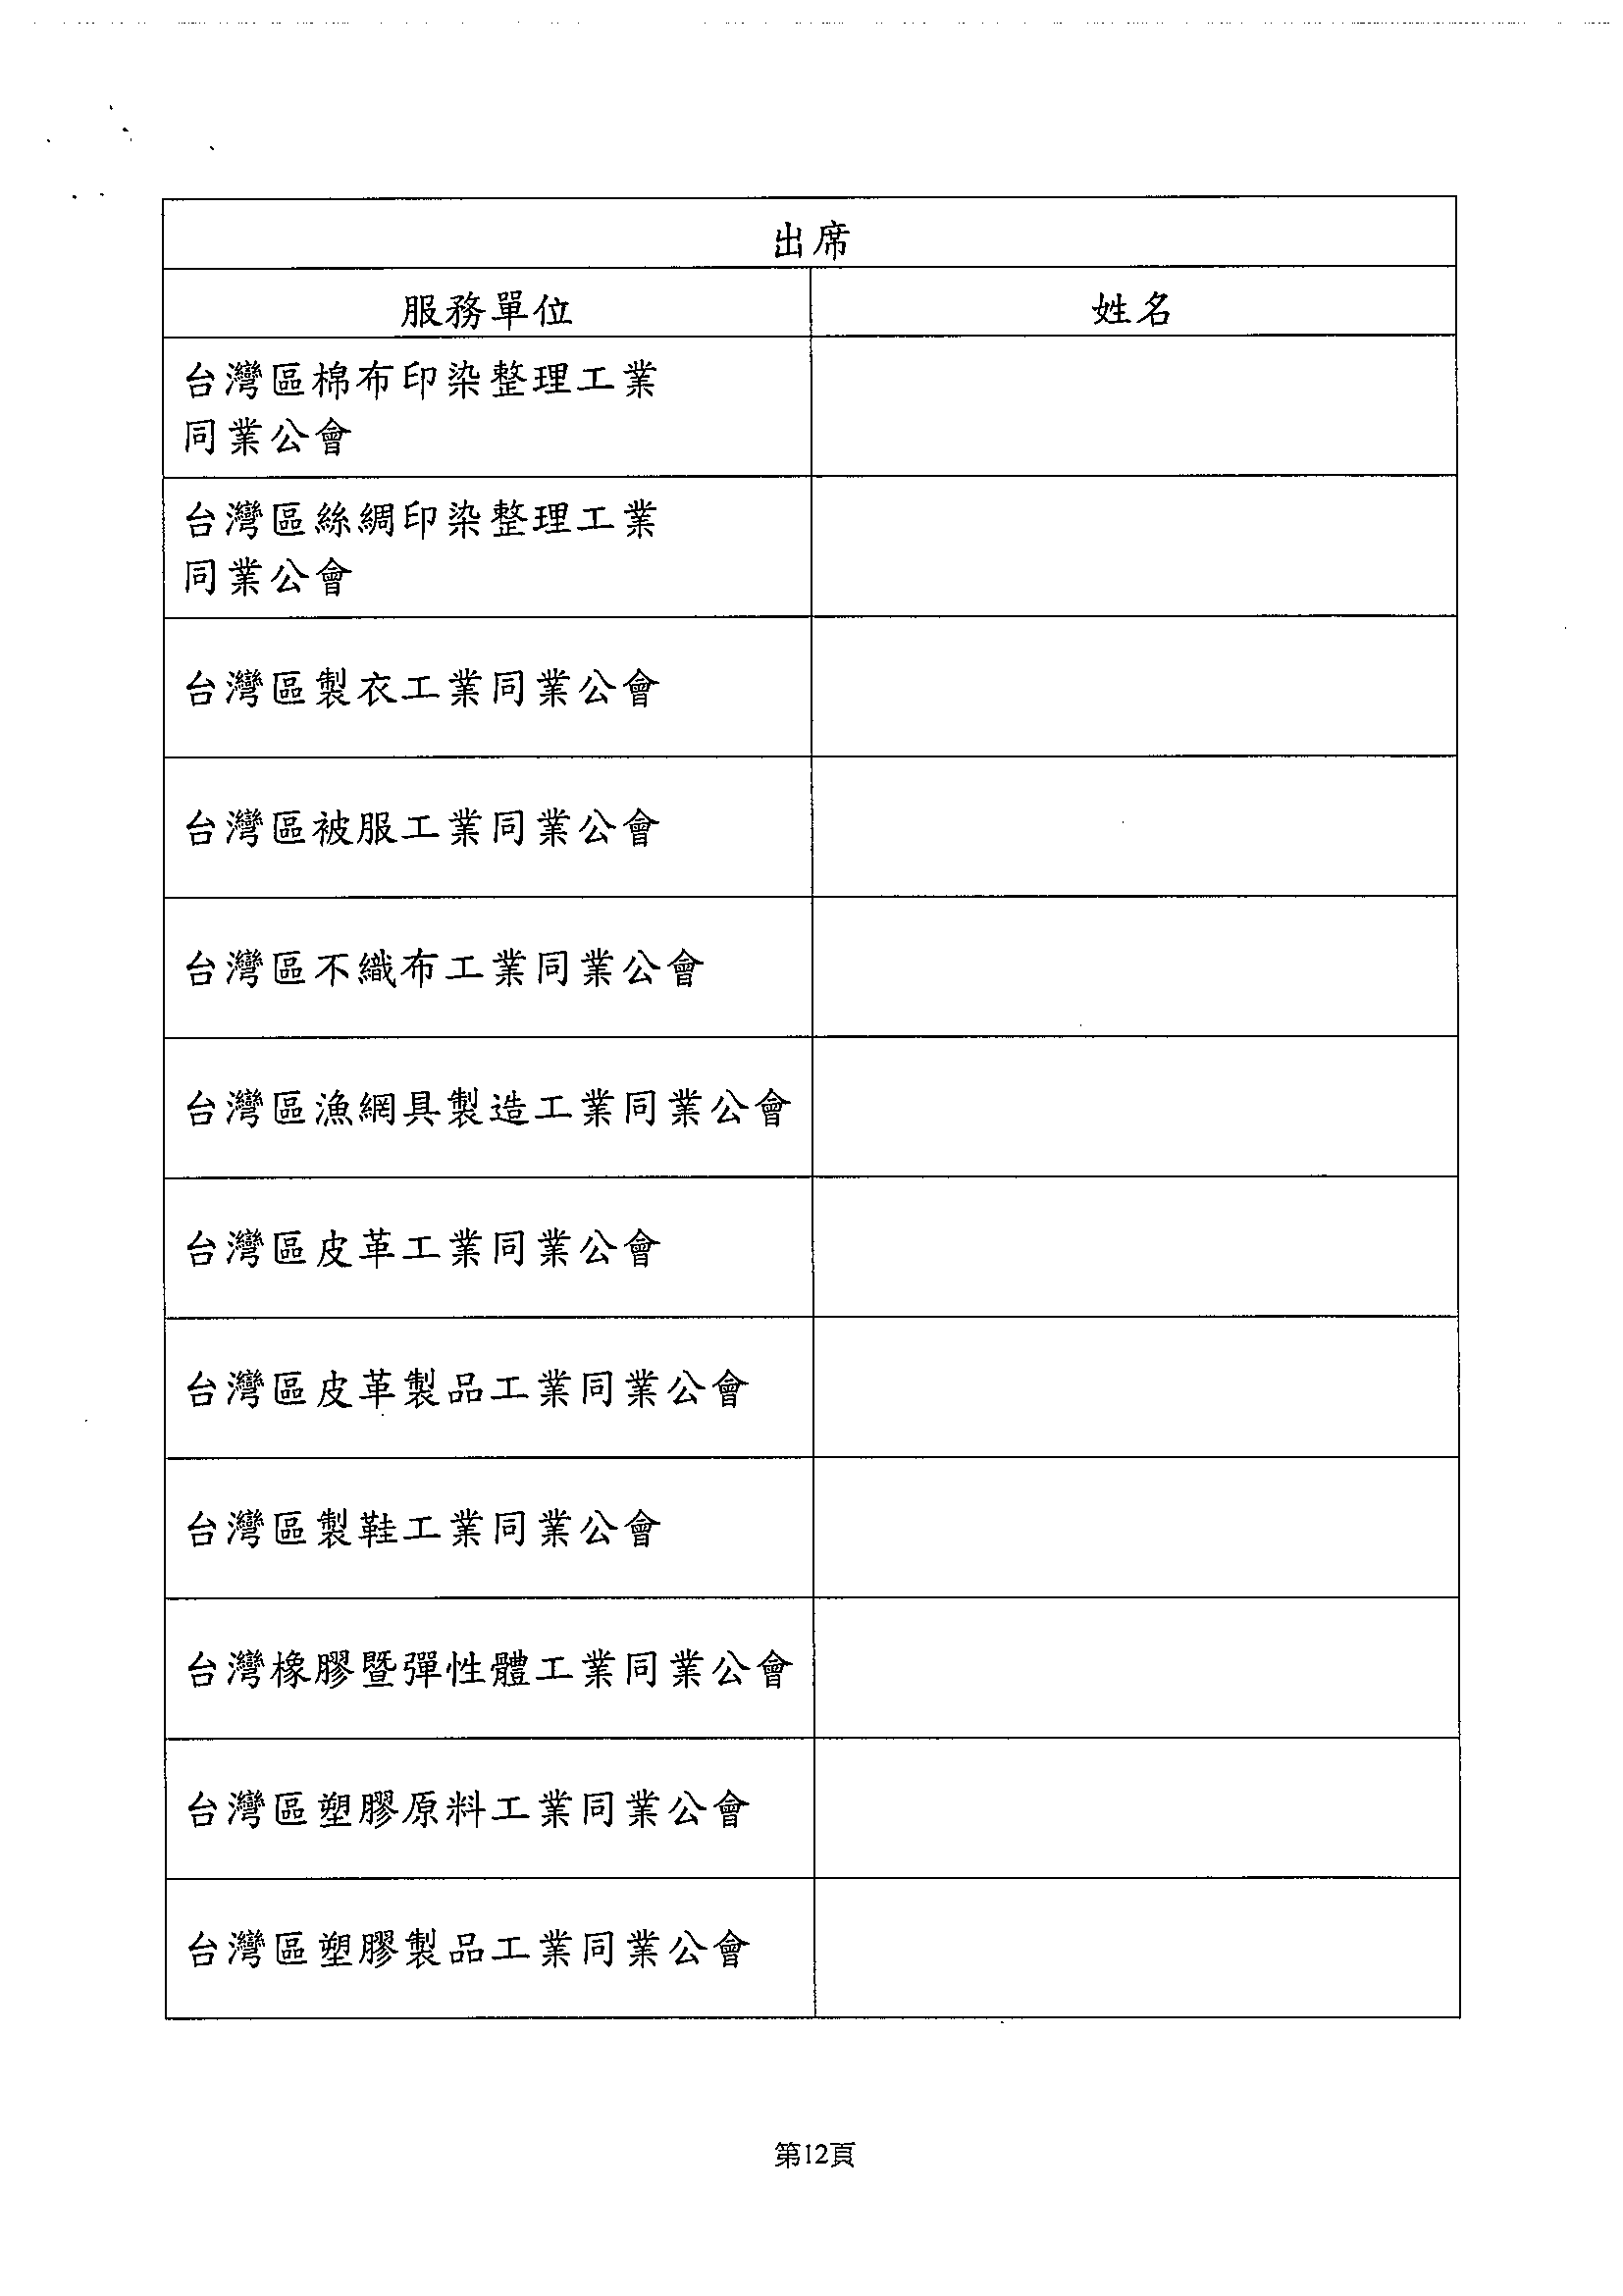 出席
服務單位 姓名
台灣區棉布印染整理工業
同業公會
台灣區絲綢印染整理工業
同業公會
台灣區製衣工業同業公會
台灣區被服工業同業公會
台灣區不織布工業同業公會
台灣區漁網具製造工業同業公會
台灣區皮革工業同業公會
台灣區皮革製品工業同業公會
台灣區製鞋工業同業公會
台灣橡膠暨彈性體工業同業公會
台灣區塑膠原料工業同業公會
台灣區塑膠製品工業同業公會
第12頁